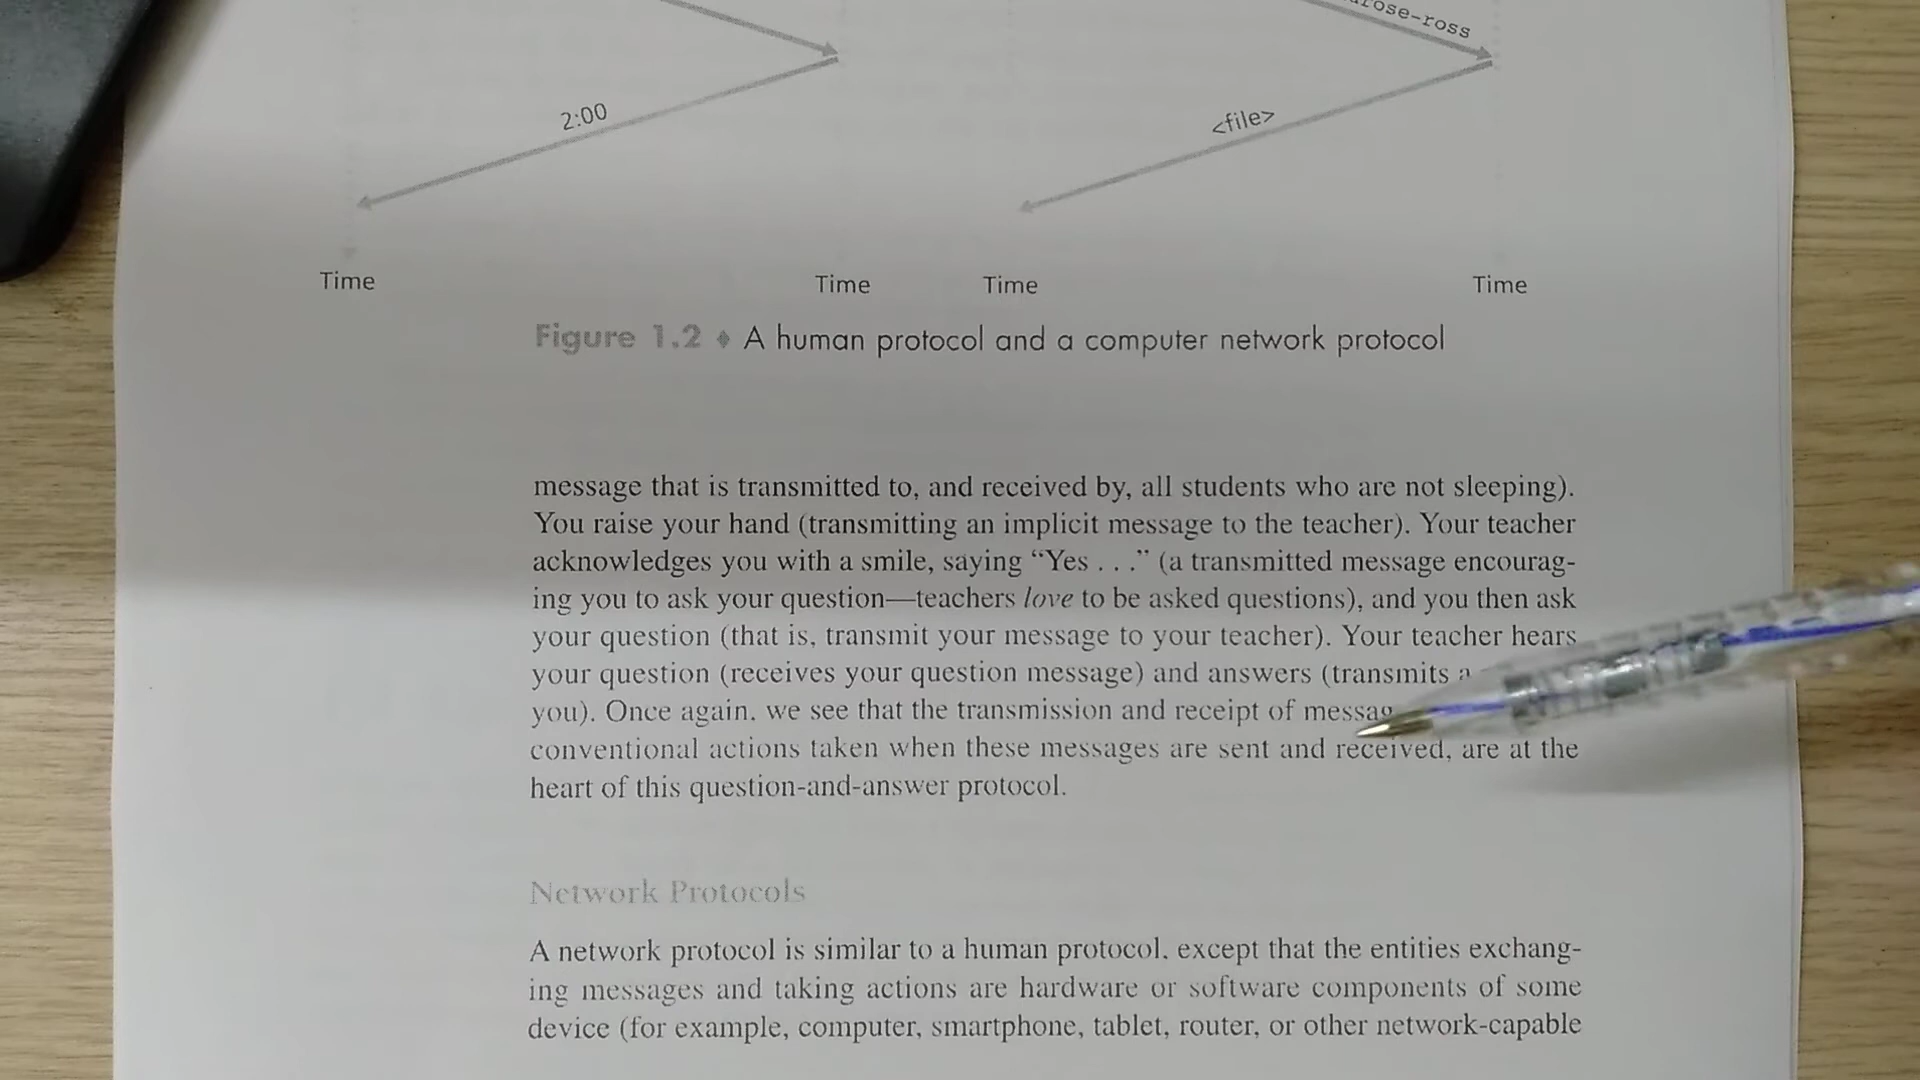 rose-ross
2:00
<file>
Time Time Time Time
Figure 1.2 ♦ A human protocol and a computer network protocol
message that is transmitted to, and received by, all students who are not sleeping).
You raise your hand (transmitting an implicit message to the teacher). Your teacher
acknowledges you with a smile, saying “Yes . . .” (a transmitted message encourag-
ing you to ask your question—teachers love to be asked questions), and you then ask
your question (that is, transmit your message to your teacher). Your teacher hears
your question (receives your question message) and answers (transmits a
you). Once again, we see that the transmission and receipt of
conventional actions taken when these messages are sent and received, are at the
heart of this question-and-answer protocol.
Network Protocols
A network protocol is similar to a human protocol, except that the entities exchang-
ing messages and taking actions are hardware or software components of some
device (for example, computer, smartphone, tablet, router, or other network-capable